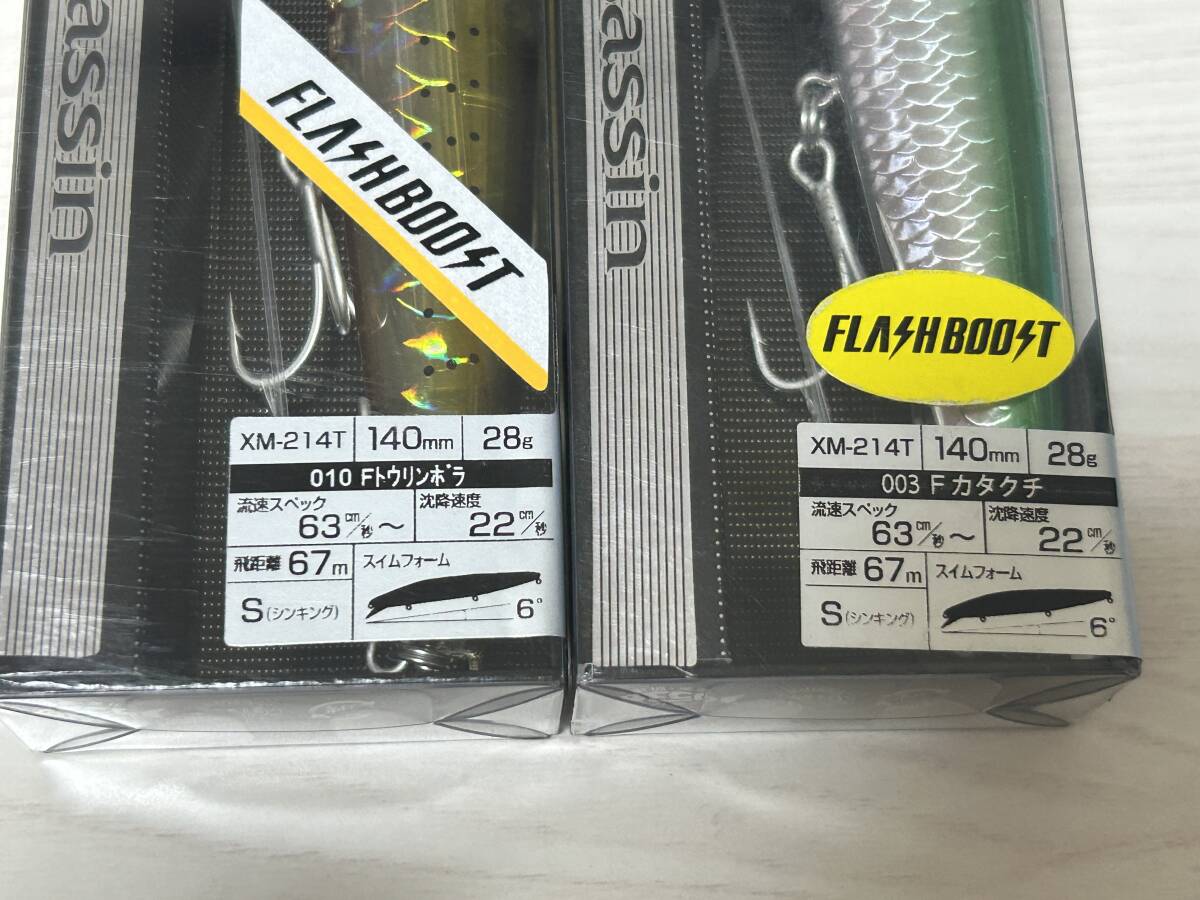 assin
FLASH BOOST
XM-214T 140mm 28g
010 Fトウリンボラ
流速スペック 沈降速度
63cm/秒〜 22cm/秒
飛距離 67m スイムフォーム
S(シンキング) 6°
assin
FLASH BOOST
XM-214T 140mm 28g
003 F カタクチ
流速スペック 沈降速度
63cm/秒〜 22cm/秒
飛距離 67m スイムフォーム
S(シンキング) 6°